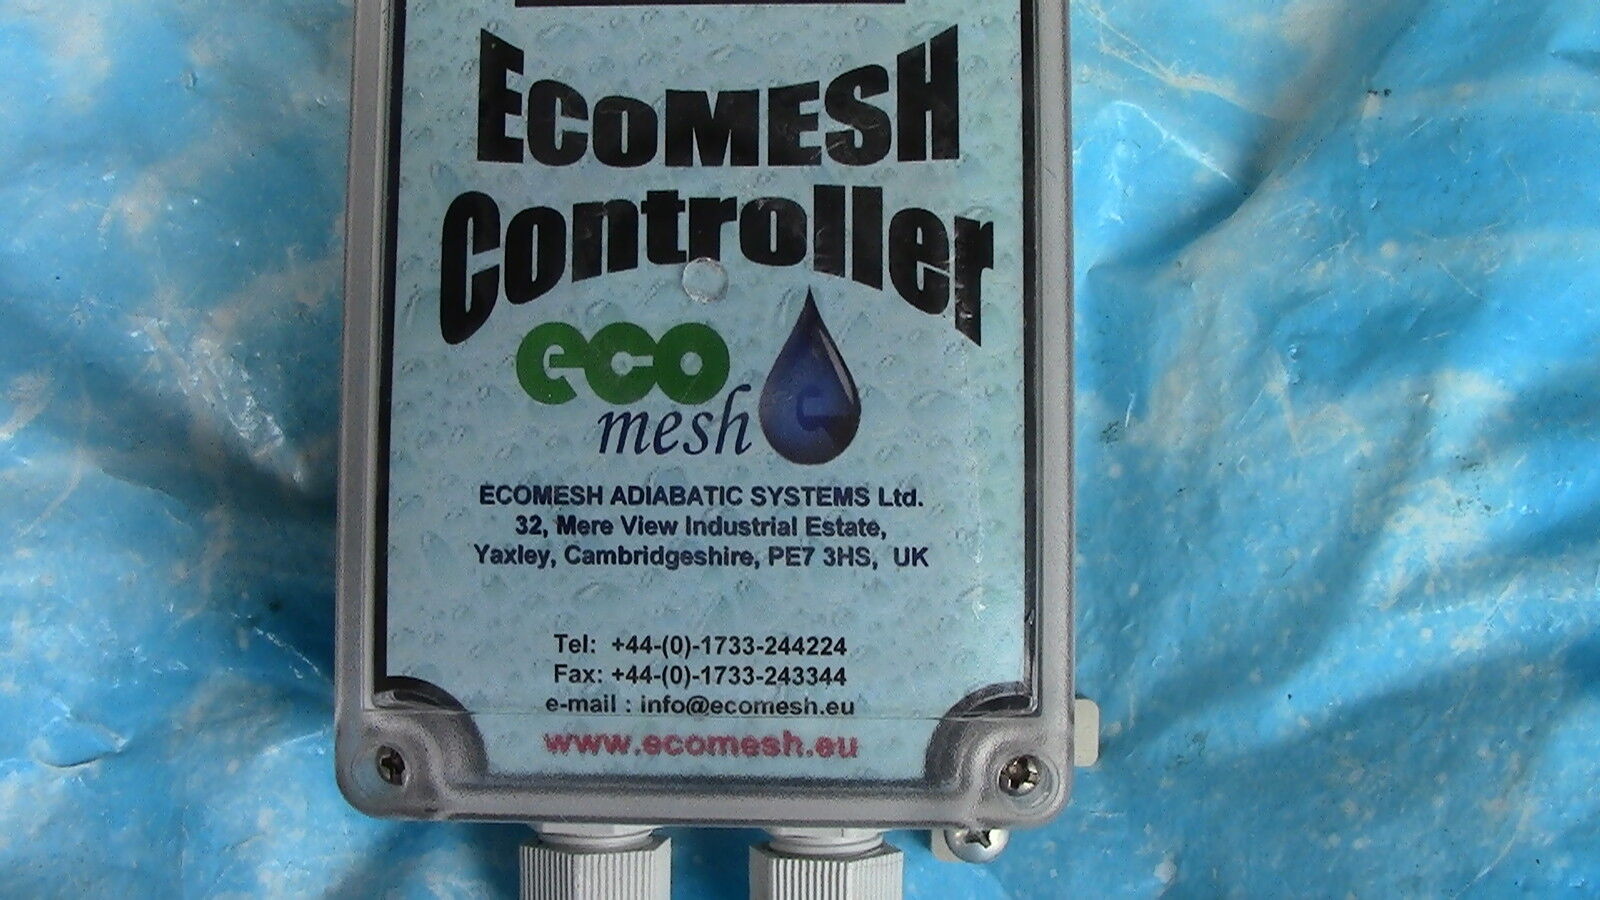 EcoMESH
Controller
eco
mesh e
ECOMESH ADIABATIC SYSTEMS Ltd.
32, Mere View Industrial Estate,
Yaxley, Cambridgeshire, PE7 3HS, UK
Tel: +44-(0)-1733-244224
Fax: +44-(0)-1733-243344
e-mail : info@ecomesh.eu
www.ecomesh.eu